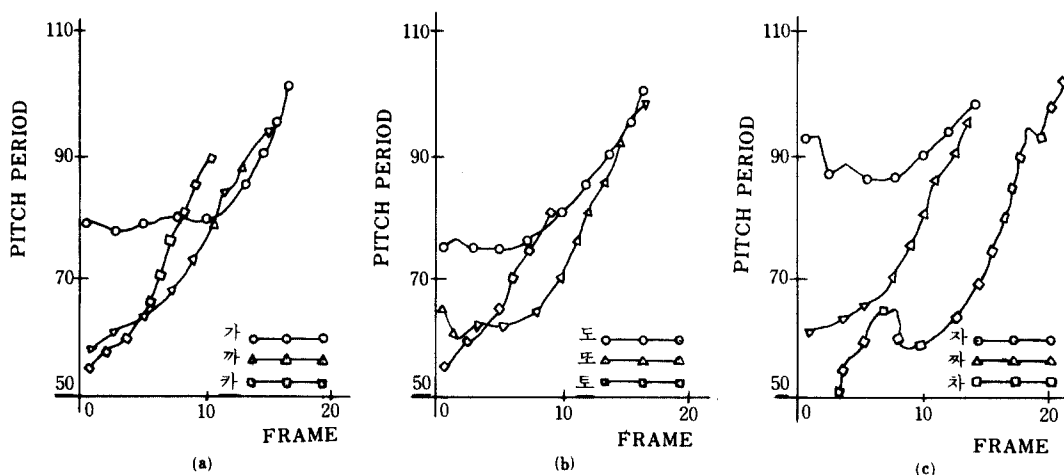 110
90
70
50
0
10
20
PITCH PERIOD
FRAME
가
까
카
(a)
110
90
70
50
0
10
20
PITCH PERIOD
FRAME
도
또
토
(b)
110
90
70
50
0
10
20
PITCH PERIOD
FRAME
자
짜
차
(c)